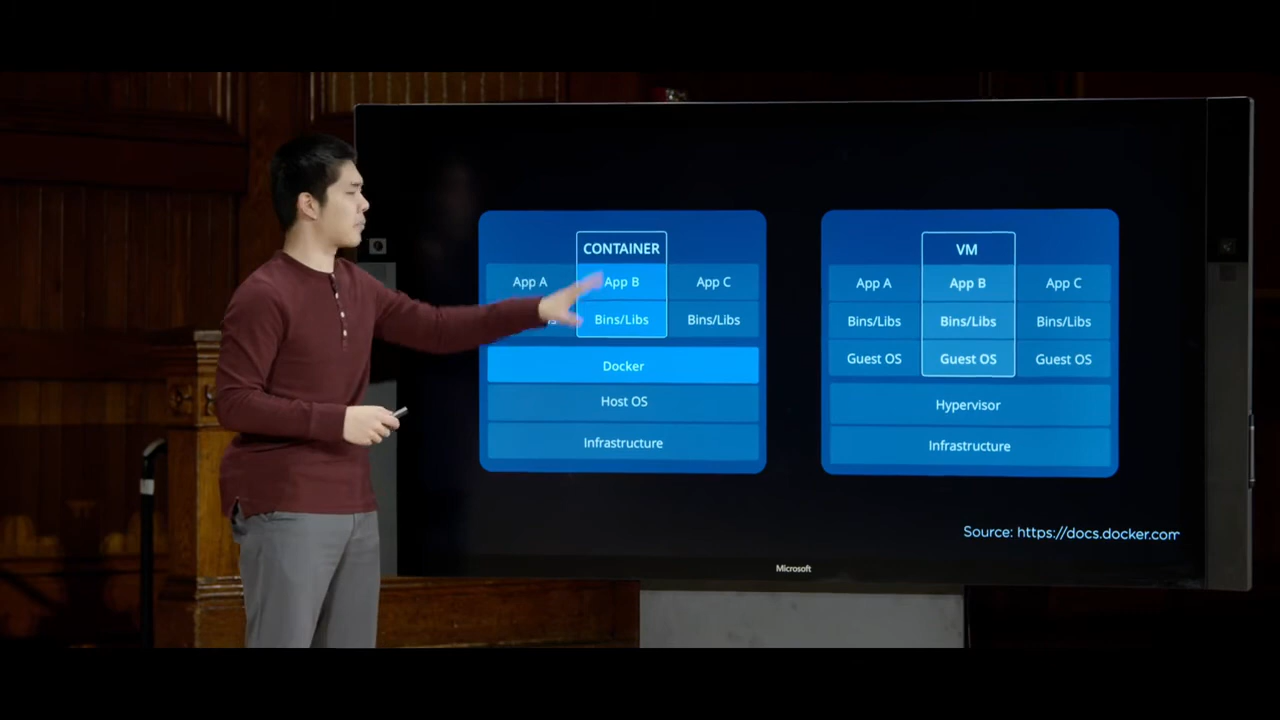 CONTAINER
App A App B App C
Bins/Libs Bins/Libs
Docker
Host OS
Infrastructure
VM
App A App B App C
Bins/Libs Bins/Libs Bins/Libs
Guest OS Guest OS Guest OS
Hypervisor
Infrastructure
Source: https://docs.docker.com
Microsoft